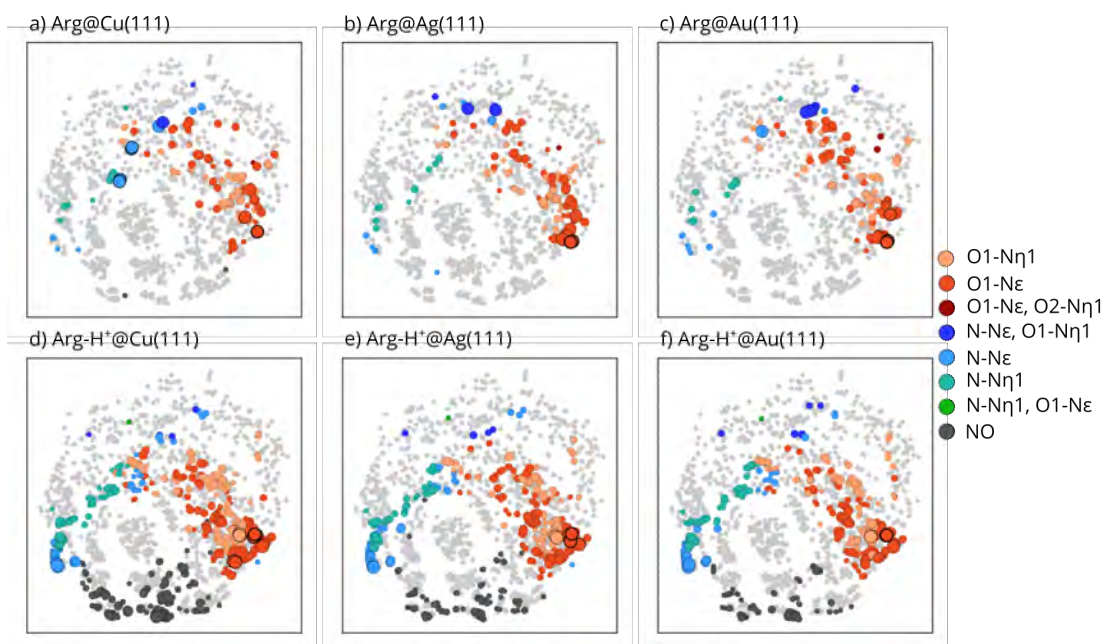 a) Arg@Cu(111)
b) Arg@Ag(111)
c) Arg@Au(111)
d) Arg-H⁺@Cu(111)
e) Arg-H⁺@Ag(111)
f) Arg-H⁺@Au(111)
O1-Nη1
O1-Nε
O1-Nε, O2-Nη1
N-Nε, O1-Nη1
N-Nε
N-Nη1
N-Nη1, O1-Nε
NO